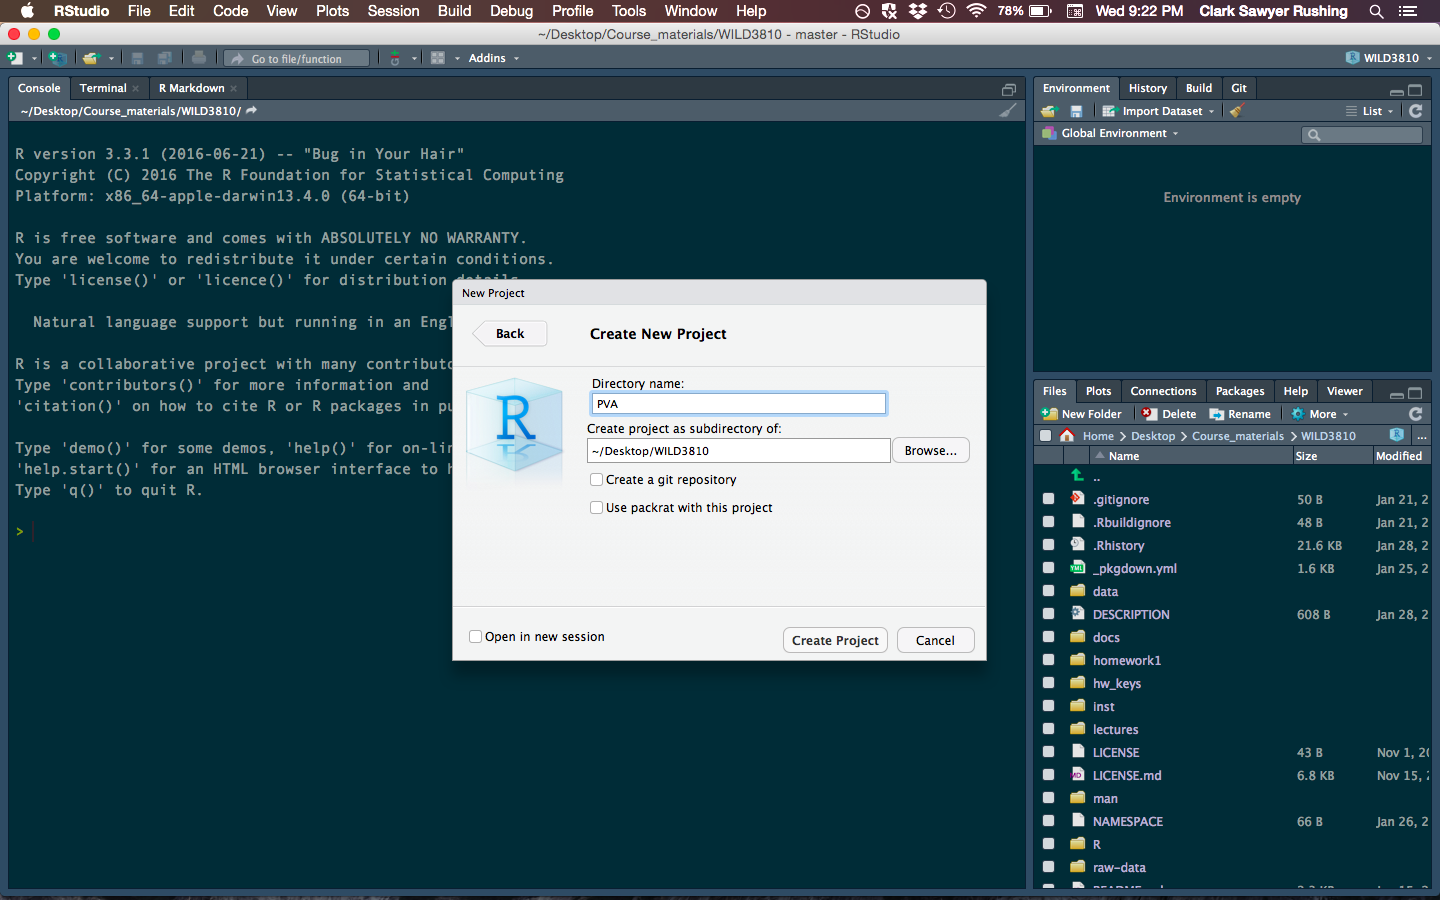 RStudio File Edit Code View Plots Session Build Debug Profile Tools Window Help 78% Wed 9:22 PM Clark Sawyer Rushing
~/Desktop/Course_materials/WILD3810 - master - RStudio
Go to file/function Addins WILD3810
Console Terminal R Markdown
~/Desktop/Course_materials/WILD3810/
R version 3.3.1 (2016-06-21) -- "Bug in Your Hair"
Copyright (C) 2016 The R Foundation for Statistical Computing
Platform: x86_64-apple-darwin13.4.0 (64-bit)
R is free software and comes with ABSOLUTELY NO WARRANTY.
You are welcome to redistribute it under certain conditions.
Type 'license()' or 'licence()' for distribution details.
Natural language support but running in an Eng
R is a collaborative project with many contribut
Type 'contributors()' for more information and
'citation()' on how to cite R or R packages in pu
Type 'demo()' for some demos, 'help()' for on-li
'help.start()' for an HTML browser interface to h
Type 'q()' to quit R.
>
New Project
Back
Create New Project
R
Directory name:
PVA
Create project as subdirectory of:
~/Desktop/WILD3810
Browse...
Create a git repository
Use packrat with this project
Open in new session
Create Project
Cancel
Environment History Build Git
Import Dataset List
Global Environment
Environment is empty
Files Plots Connections Packages Help Viewer
New Folder Delete Rename More
Home > Desktop > Course_materials > WILD3810 ...
Name Size Modified
..
.gitignore 50 B Jan 21, 2
.Rbuildignore 48 B Jan 21, 2
.Rhistory 21.6 KB Jan 28, 2
YML _pkgdown.yml 1.6 KB Jan 25, 2
data
DESCRIPTION 608 B Jan 28, 2
docs
homework1
hw_keys
inst
lectures
LICENSE 43 B Nov 1, 20
MD LICENSE.md 6.8 KB Nov 15,
man
NAMESPACE 66 B Jan 26, 2
R
raw-data